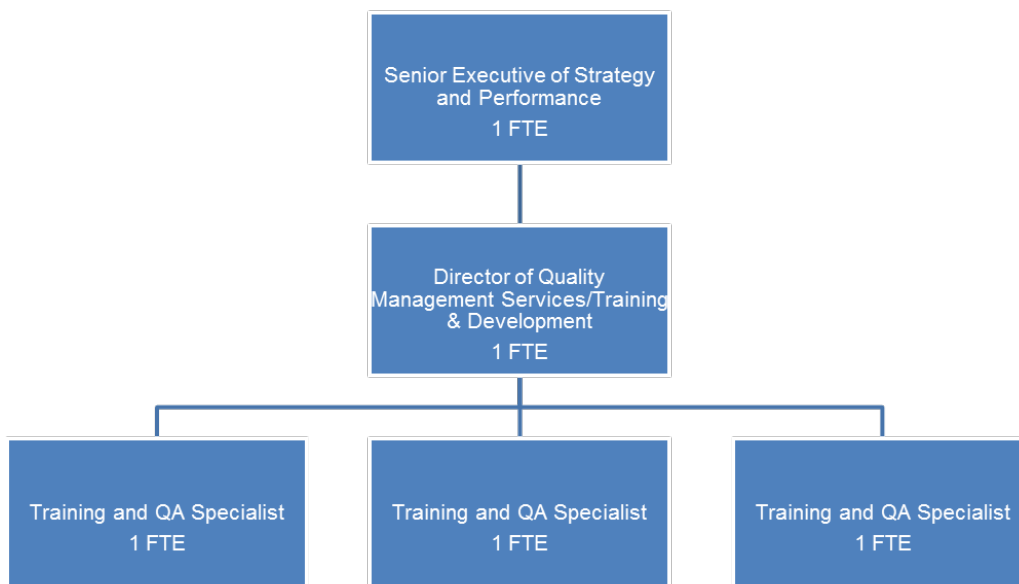 Senior Executive of Strategy
and Performance
1 FTE
Director of Quality
Management Services/Training
& Development
1 FTE
Training and QA Specialist
1 FTE
Training and QA Specialist
1 FTE
Training and QA Specialist
1 FTE